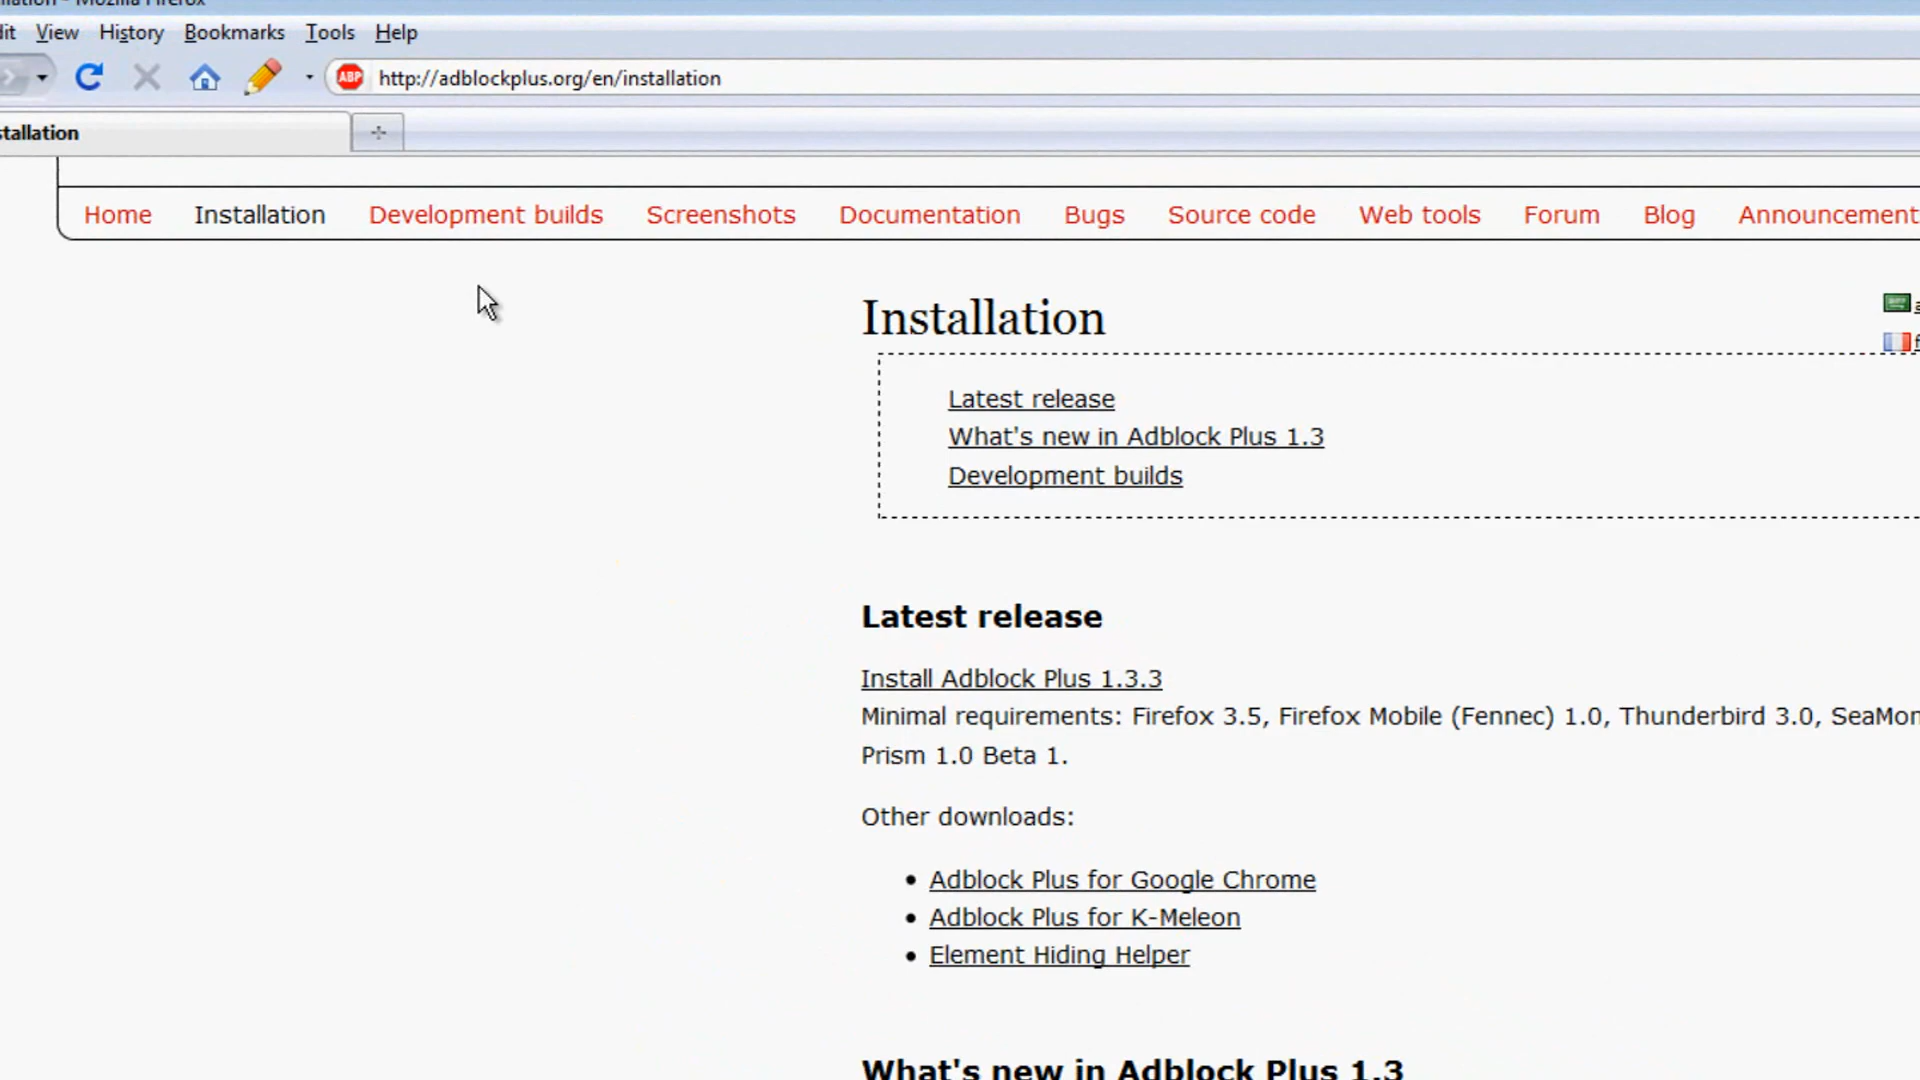 View History Bookmarks Tools Help
ABP http://adblockplus.org/en/installation
Home Installation Development builds Screenshots Documentation Bugs Source code Web tools Forum Blog
Installation
Latest release
What's new in Adblock Plus 1.3
Development builds
Latest release
Install Adblock Plus 1.3.3
Minimal requirements: Firefox 3.5, Firefox Mobile (Fennec) 1.0, Thunderbird 3.0,
Prism 1.0 Beta 1.
Other downloads:
• Adblock Plus for Google Chrome
• Adblock Plus for K-Meleon
• Element Hiding Helper
What's new in Adblock Plus 1.3